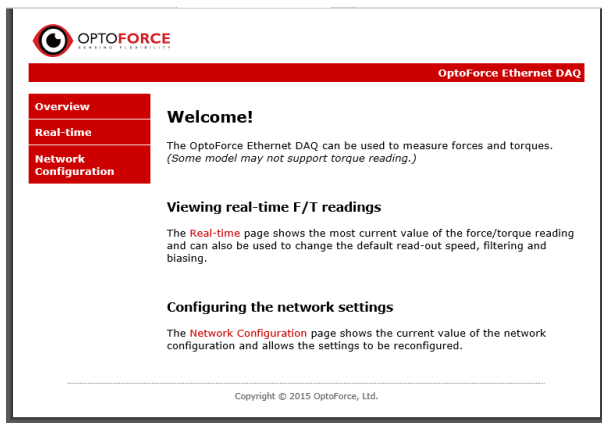 OPTOFORCE
SENSING FLEXIBILITY
OptoForce Ethernet DAQ
Overview
Real-time
Network
Configuration
Welcome!
The OptoForce Ethernet DAQ can be used to measure forces and torques.
(Some model may not support torque reading.)
Viewing real-time F/T readings
The Real-time page shows the most current value of the force/torque reading
and can also be used to change the default read-out speed, filtering and
biasing.
Configuring the network settings
The Network Configuration page shows the current value of the network
configuration and allows the settings to be reconfigured.
Copyright © 2015 OptoForce, Ltd.